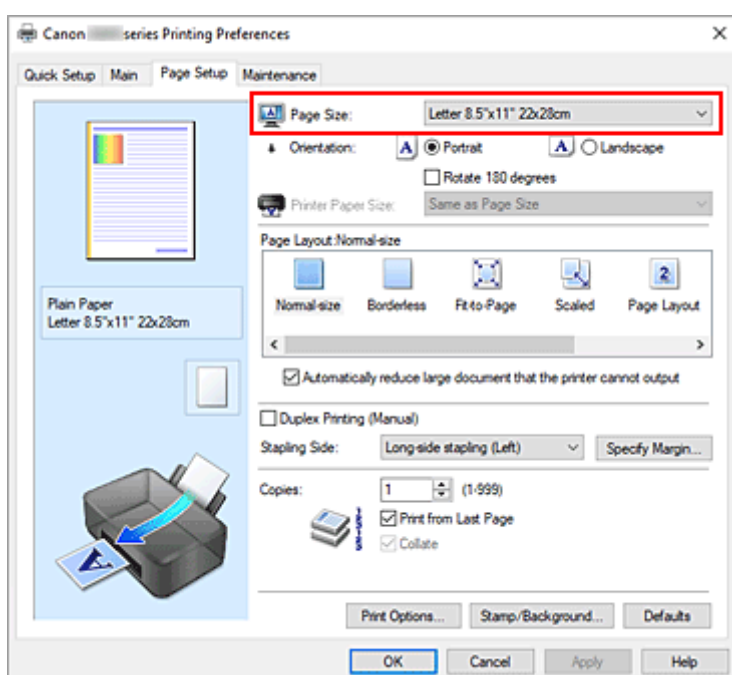 Canon series Printing Preferences
Quick Setup Main Page Setup Maintenance
Page Size: Letter 8.5"x11" 22x28cm
Orientation: A Portrait A Landscape
Rotate 180 degrees
Printer Paper Size: Same as Page Size
Page Layout:Normal-size
2
Normal-size Borderless Fit-to-Page Scaled Page Layout
Plain Paper
Letter 8.5"x11" 22x28cm
Automatically reduce large document that the printer cannot output
Duplex Printing (Manual)
Stapling Side: Long-side stapling (Left) Specify Margin...
Copies: 1 (1-999)
Print from Last Page
Collate
A
Print Options... Stamp/Background... Defaults
OK Cancel Apply Help